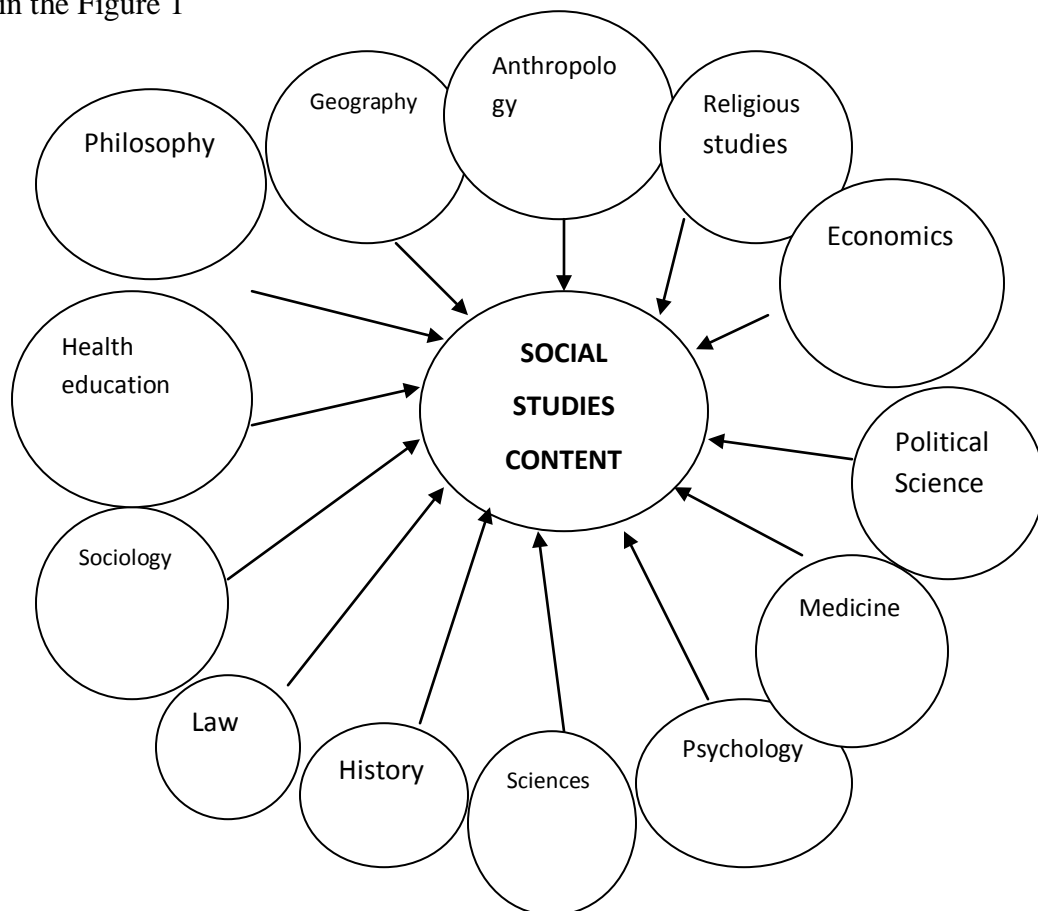 in the Figure 1
Anthropolo
gy
Geography
Religious
studies
Philosophy
Economics
Health
education
SOCIAL
STUDIES
CONTENT
Political
Science
Sociology
Medicine
Law
History
Sciences
Psychology